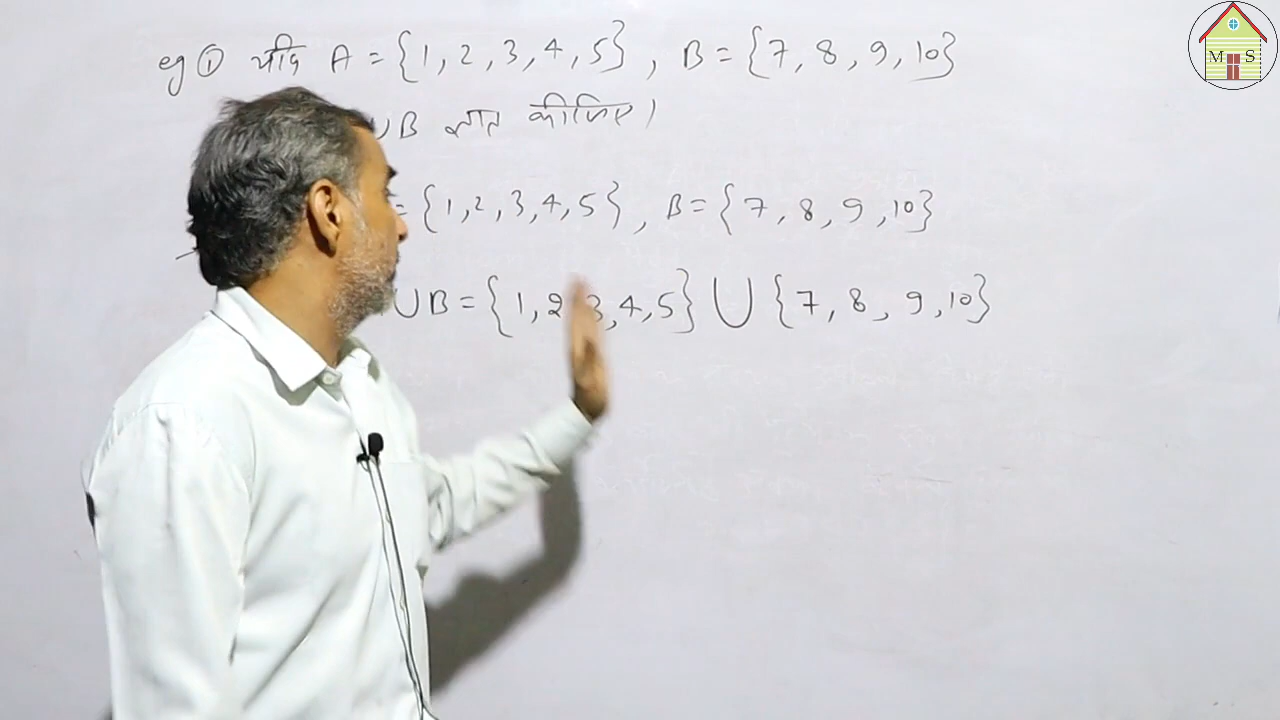 eg ① यदि A = {1, 2, 3, 4, 5}, B = {7, 8, 9, 10}
∪B ज्ञात कीजिए।
= {1, 2, 3, 4, 5}, B = {7, 8, 9, 10}
∪B = {1, 2, 3, 4, 5} ∪ {7, 8, 9, 10}
M S